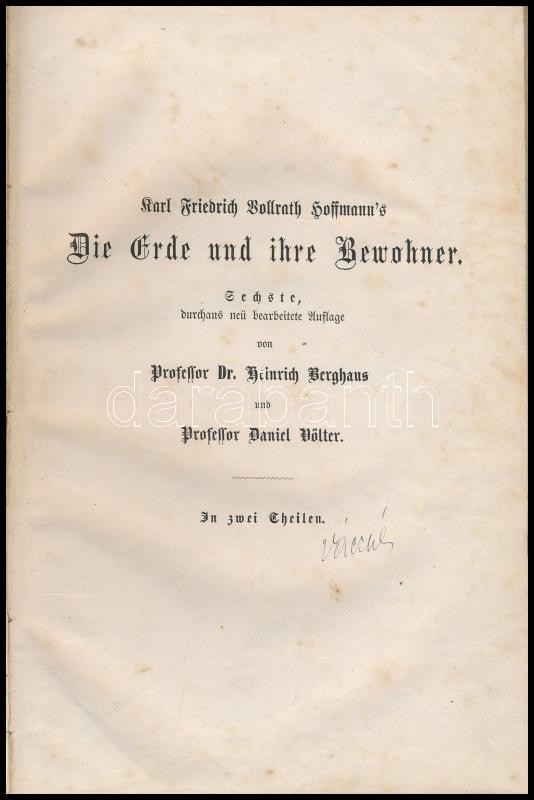 Karl Friedrich Vollrath Hoffmann's
Die Erde und ihre Bewohner.
Sechste,
durchaus neü bearbeitete Auflage
von
Professor Dr. Heinrich Berghaus
darabanth
und
Professor Daniel Völter.
In zwei Theilen.